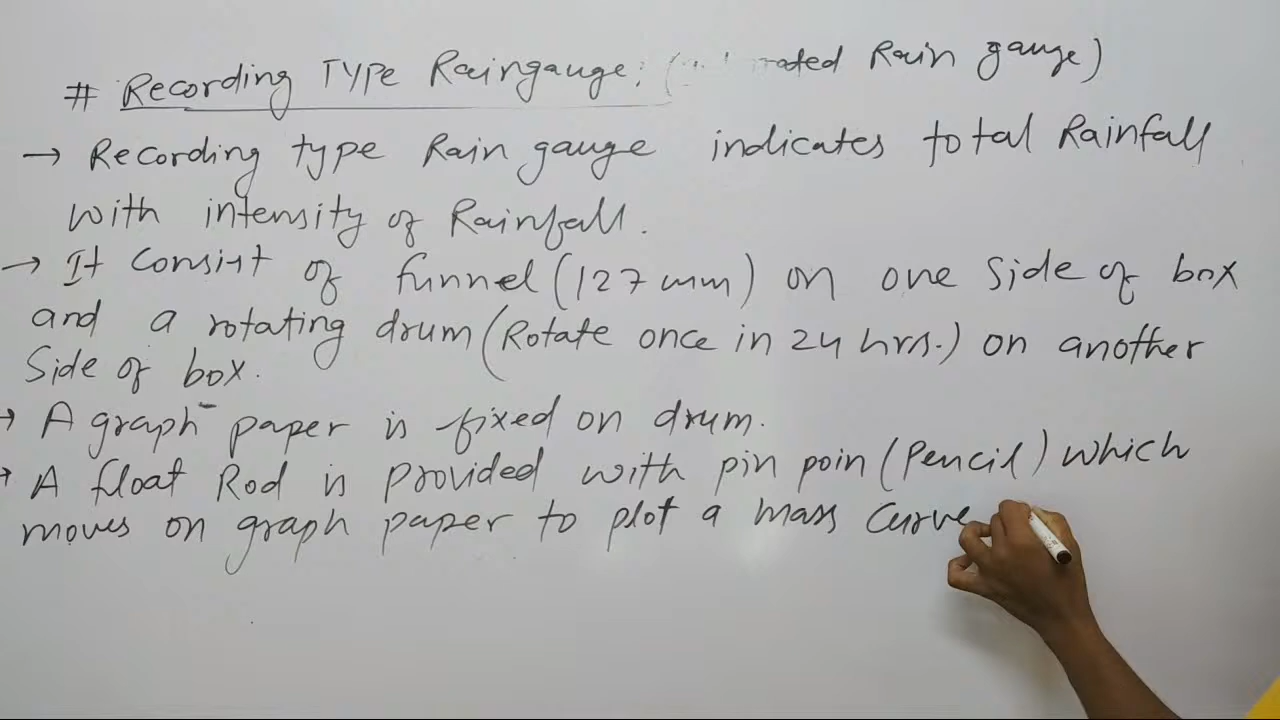 # Recording TYPE Raingauge: ( Rain gauge)
→ Recording type Rain gauge indicates total Rainfall
with intensity of Rainfall.
→ It consist of funnel (127 mm) on one side of box
and a rotating drum (Rotate once in 24 hrs.) on another
Side of box.
→ A graph paper is fixed on drum.
→ A float Rod is provided with pin poin (Pencil) which
moves on graph paper to plot a mass curve